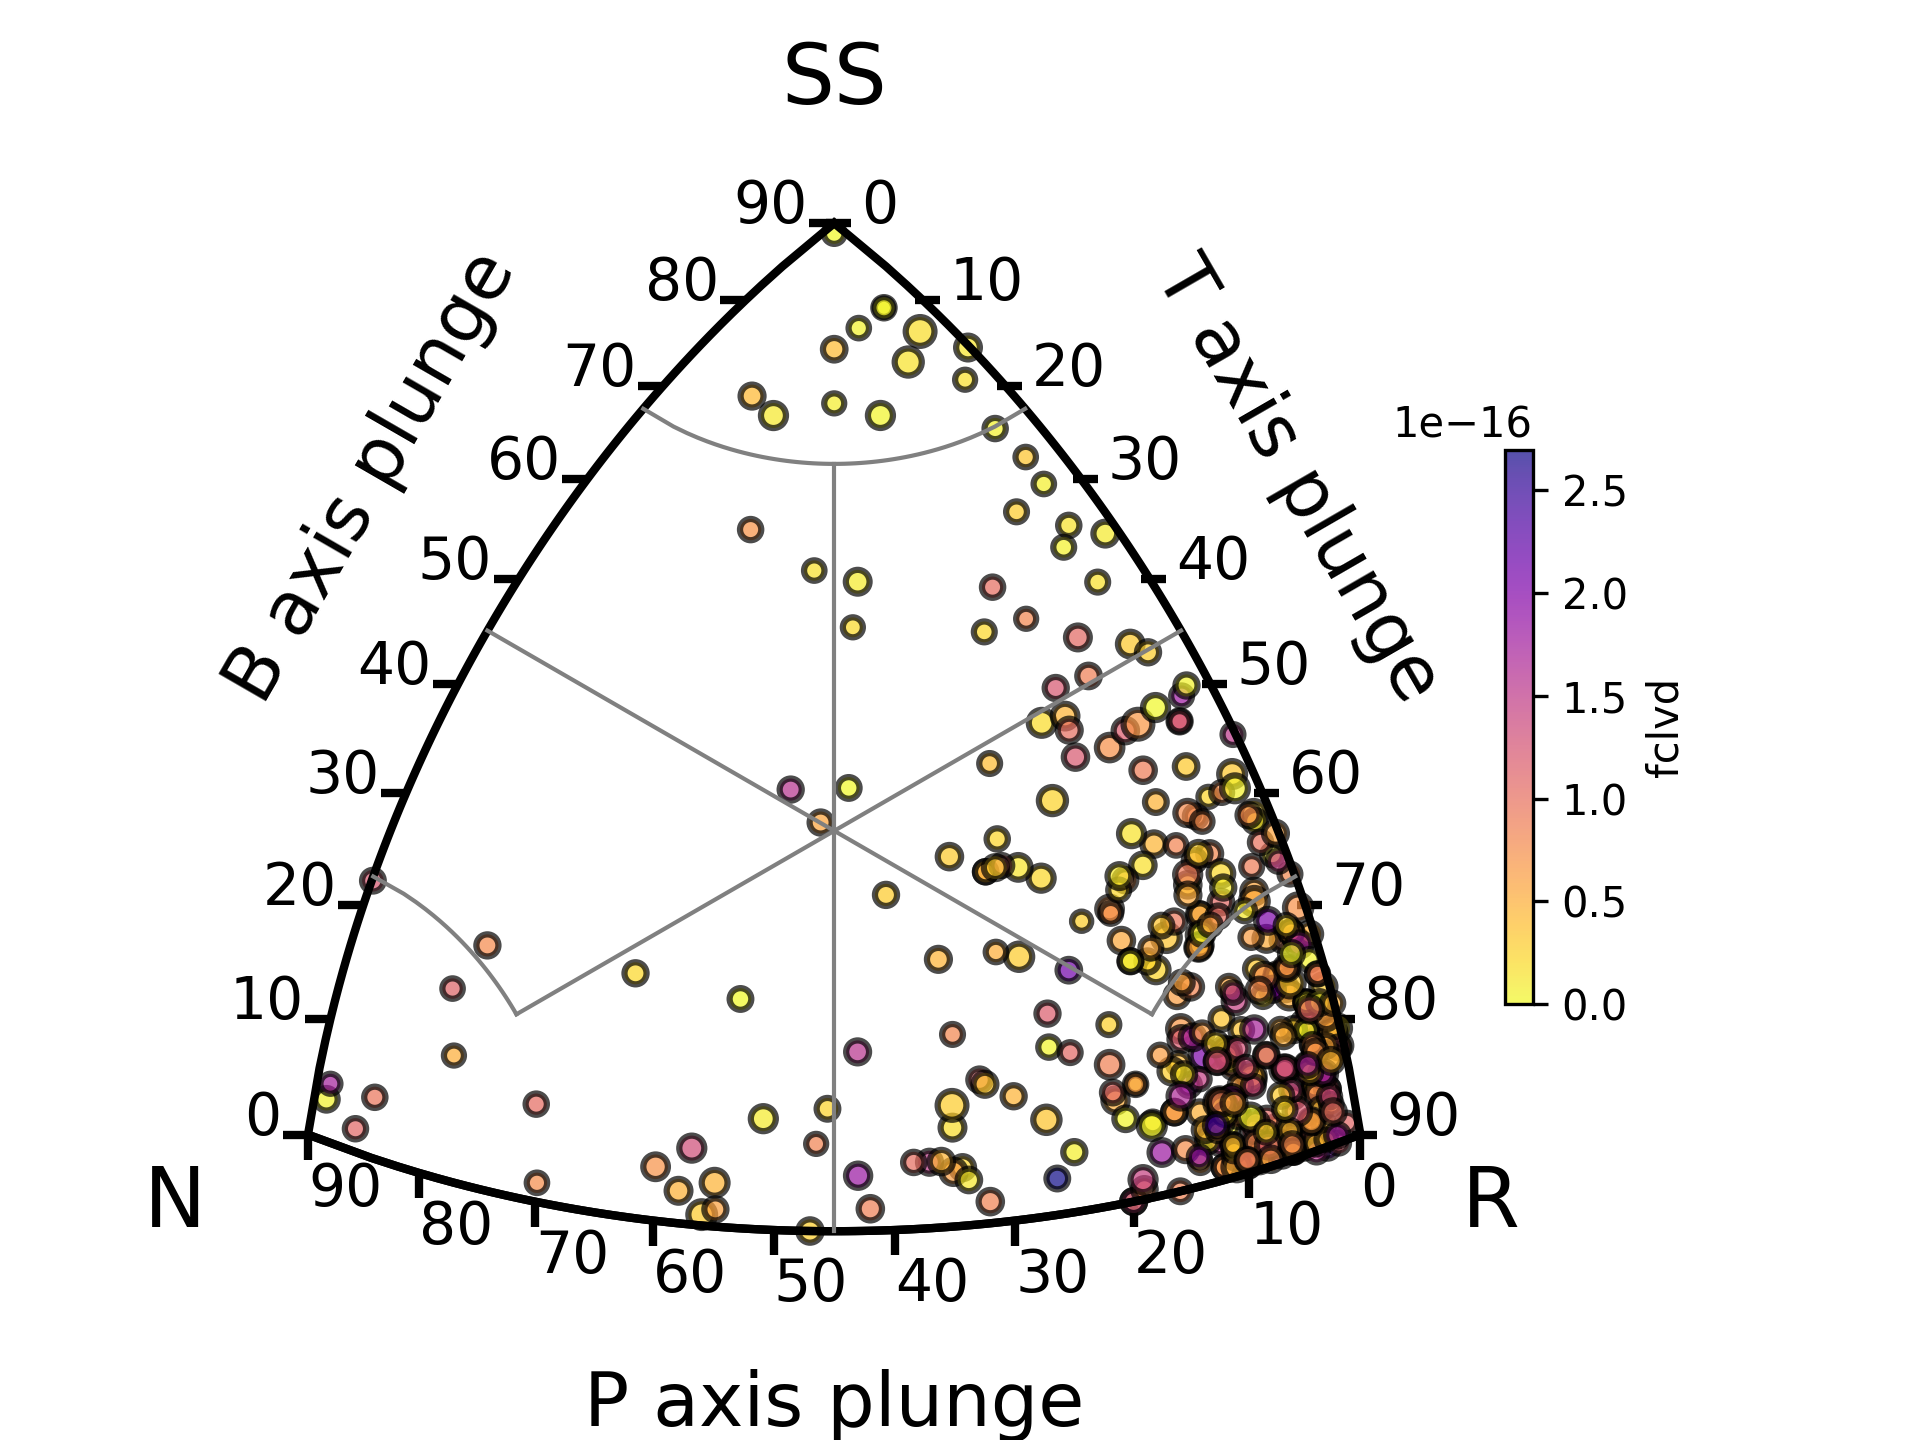 SS
90 0
80 10
70 20
60 30
50 40
40 50
30 60
20 70
10 80
0 90
B axis plunge
T axis plunge
N
R
90 80 70 60 50 40 30 20 10 0
P axis plunge
1e−16
2.5
2.0
1.5
1.0
0.5
0.0
fclvd